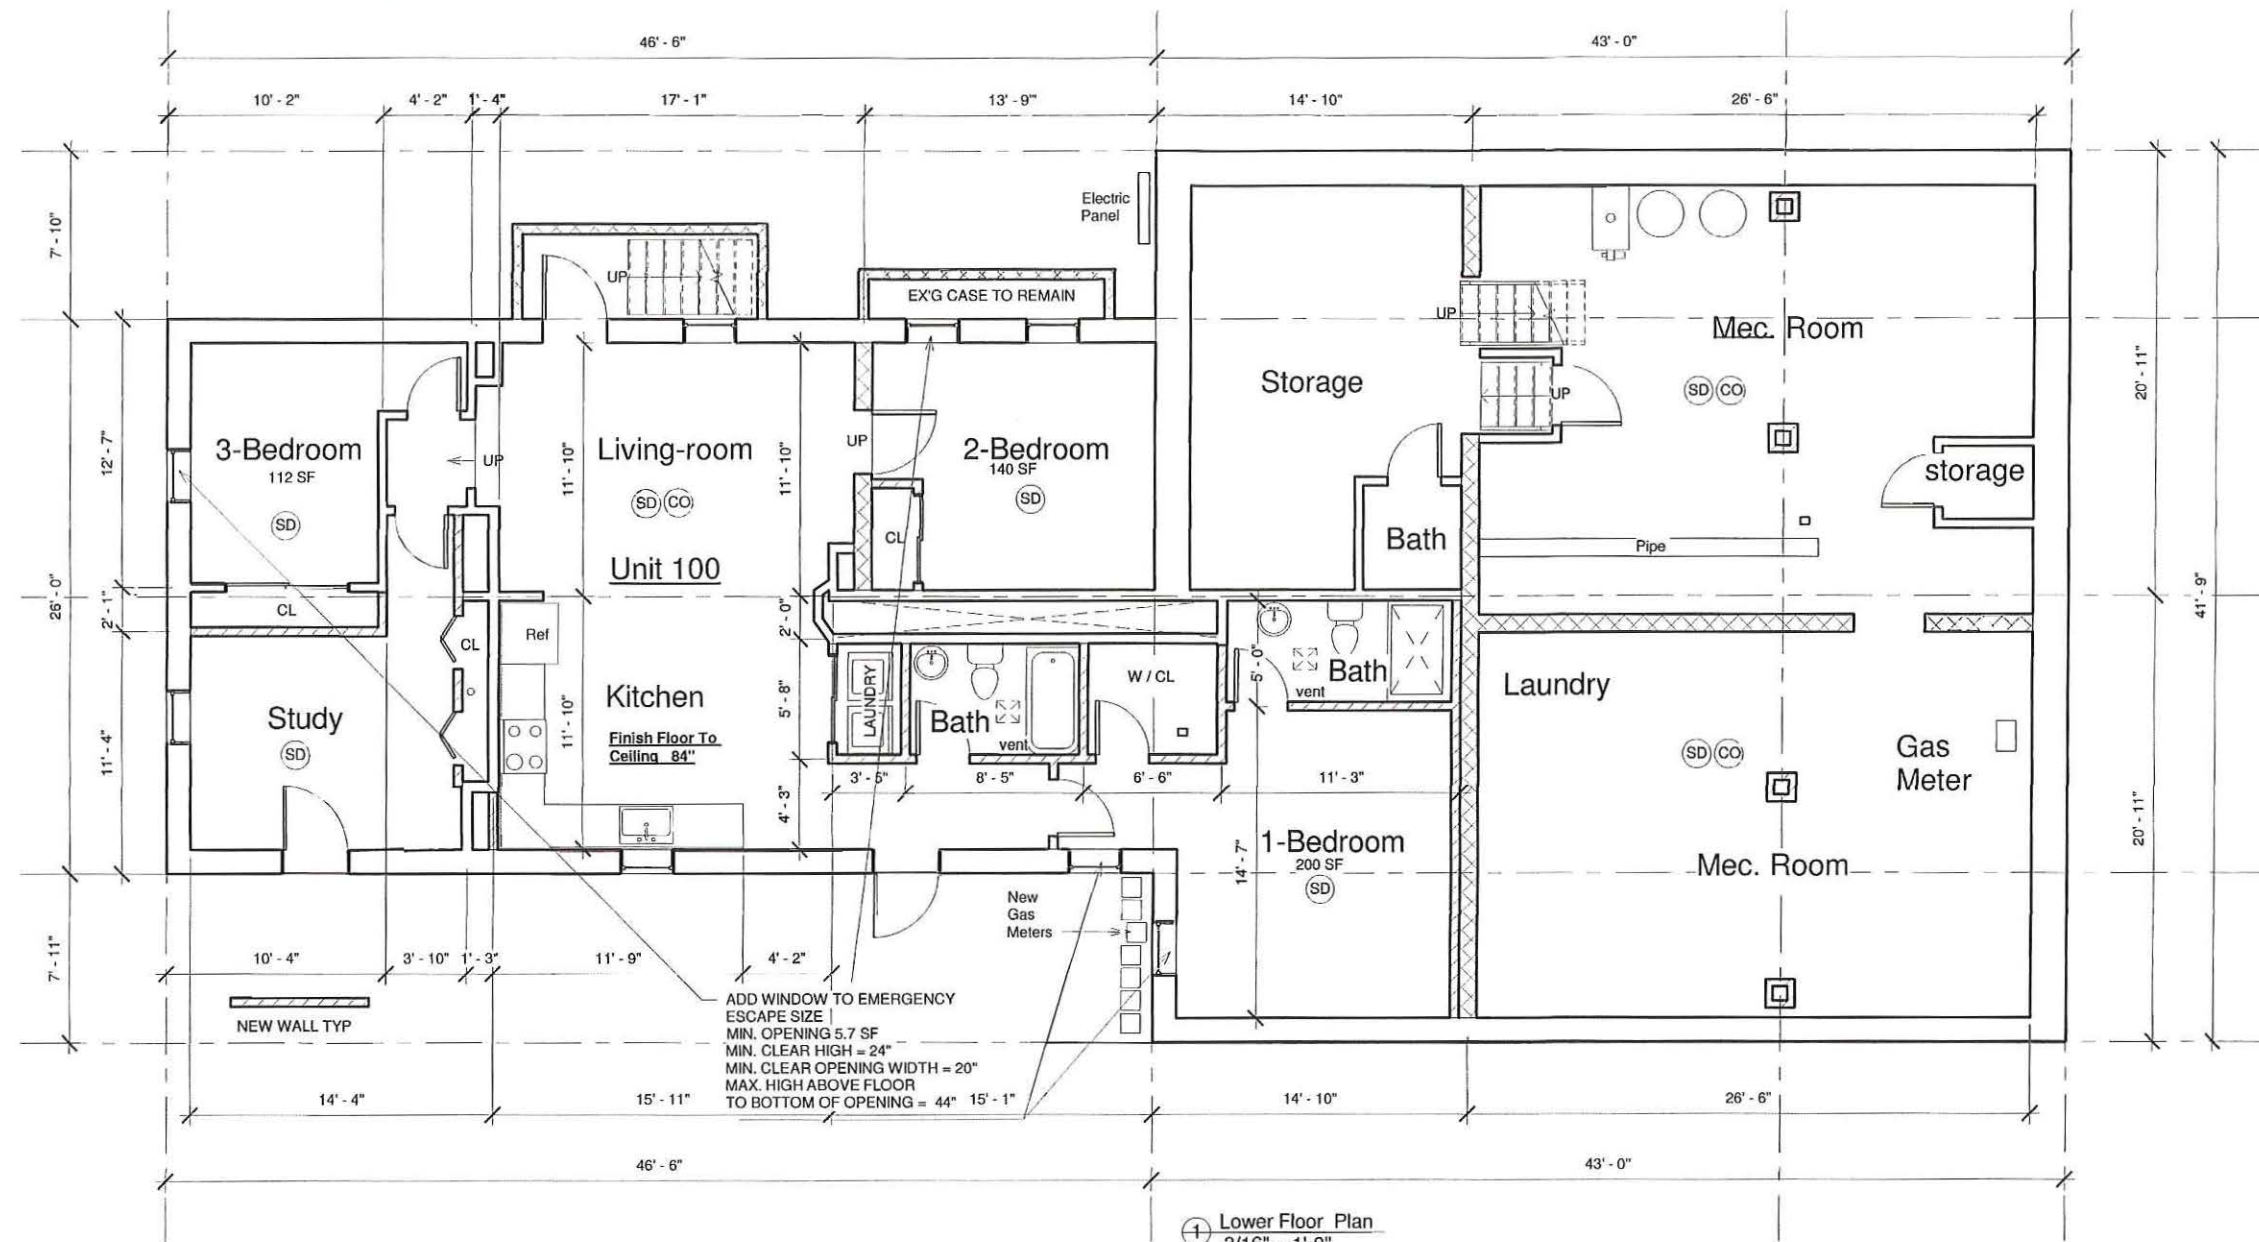 46' - 6"
43' - 0"
10' - 2"
4' - 2"
1' - 4"
17' - 1"
13' - 9"
14' - 10"
26' - 6"
7' - 10"
Electric
Panel
UP
EX'G CASE TO REMAIN
UP
Mec. Room
Storage
20' - 11"
SD
CO
UP
12' - 7"
3-Bedroom
112 SF
SD
UP
11' - 10"
Living-room
SD
CO
11' - 10"
UP
2-Bedroom
140 SF
SD
CL
storage
Bath
Pipe
Unit 100
26' - 0"
2' - 1"
CL
2' - 0"
41' - 9"
Ref
CL
LAUNDRY
W / CL
5' - 0"
Bath
vent
Laundry
Study
SD
11' - 4"
Kitchen
11' - 10"
Finish Floor To
Ceiling 84"
5' - 8"
Bath
vent
SD
CO
Gas
Meter
3' - 5"
8' - 5"
6' - 6"
11' - 3"
4' - 3"
1-Bedroom
200 SF
SD
14' - 7"
Mec. Room
20' - 11"
New
Gas
Meters
7' - 11"
10' - 4"
3' - 10"
1' - 3"
11' - 9"
4' - 2"
NEW WALL TYP
ADD WINDOW TO EMERGENCY
ESCAPE SIZE
MIN. OPENING 5.7 SF
MIN. CLEAR HIGH = 24"
MIN. CLEAR OPENING WIDTH = 20"
MAX. HIGH ABOVE FLOOR
TO BOTTOM OF OPENING = 44"
14' - 4"
15' - 11"
15' - 1"
14' - 10"
26' - 6"
46' - 6"
43' - 0"
1
Lower Floor Plan